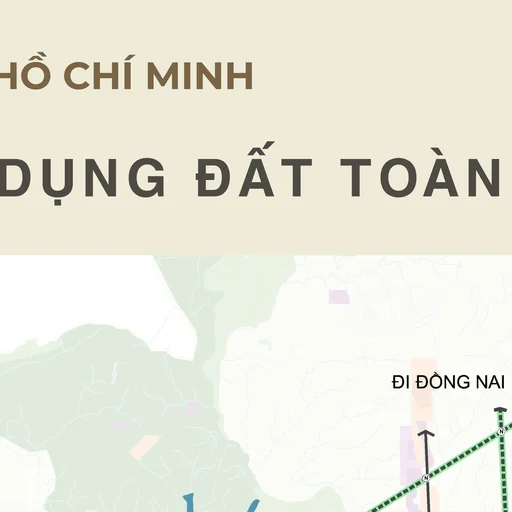 HỒ CHÍ MINH
DỤNG ĐẤT TOÀN
ĐI ĐỒNG NAI
N
N